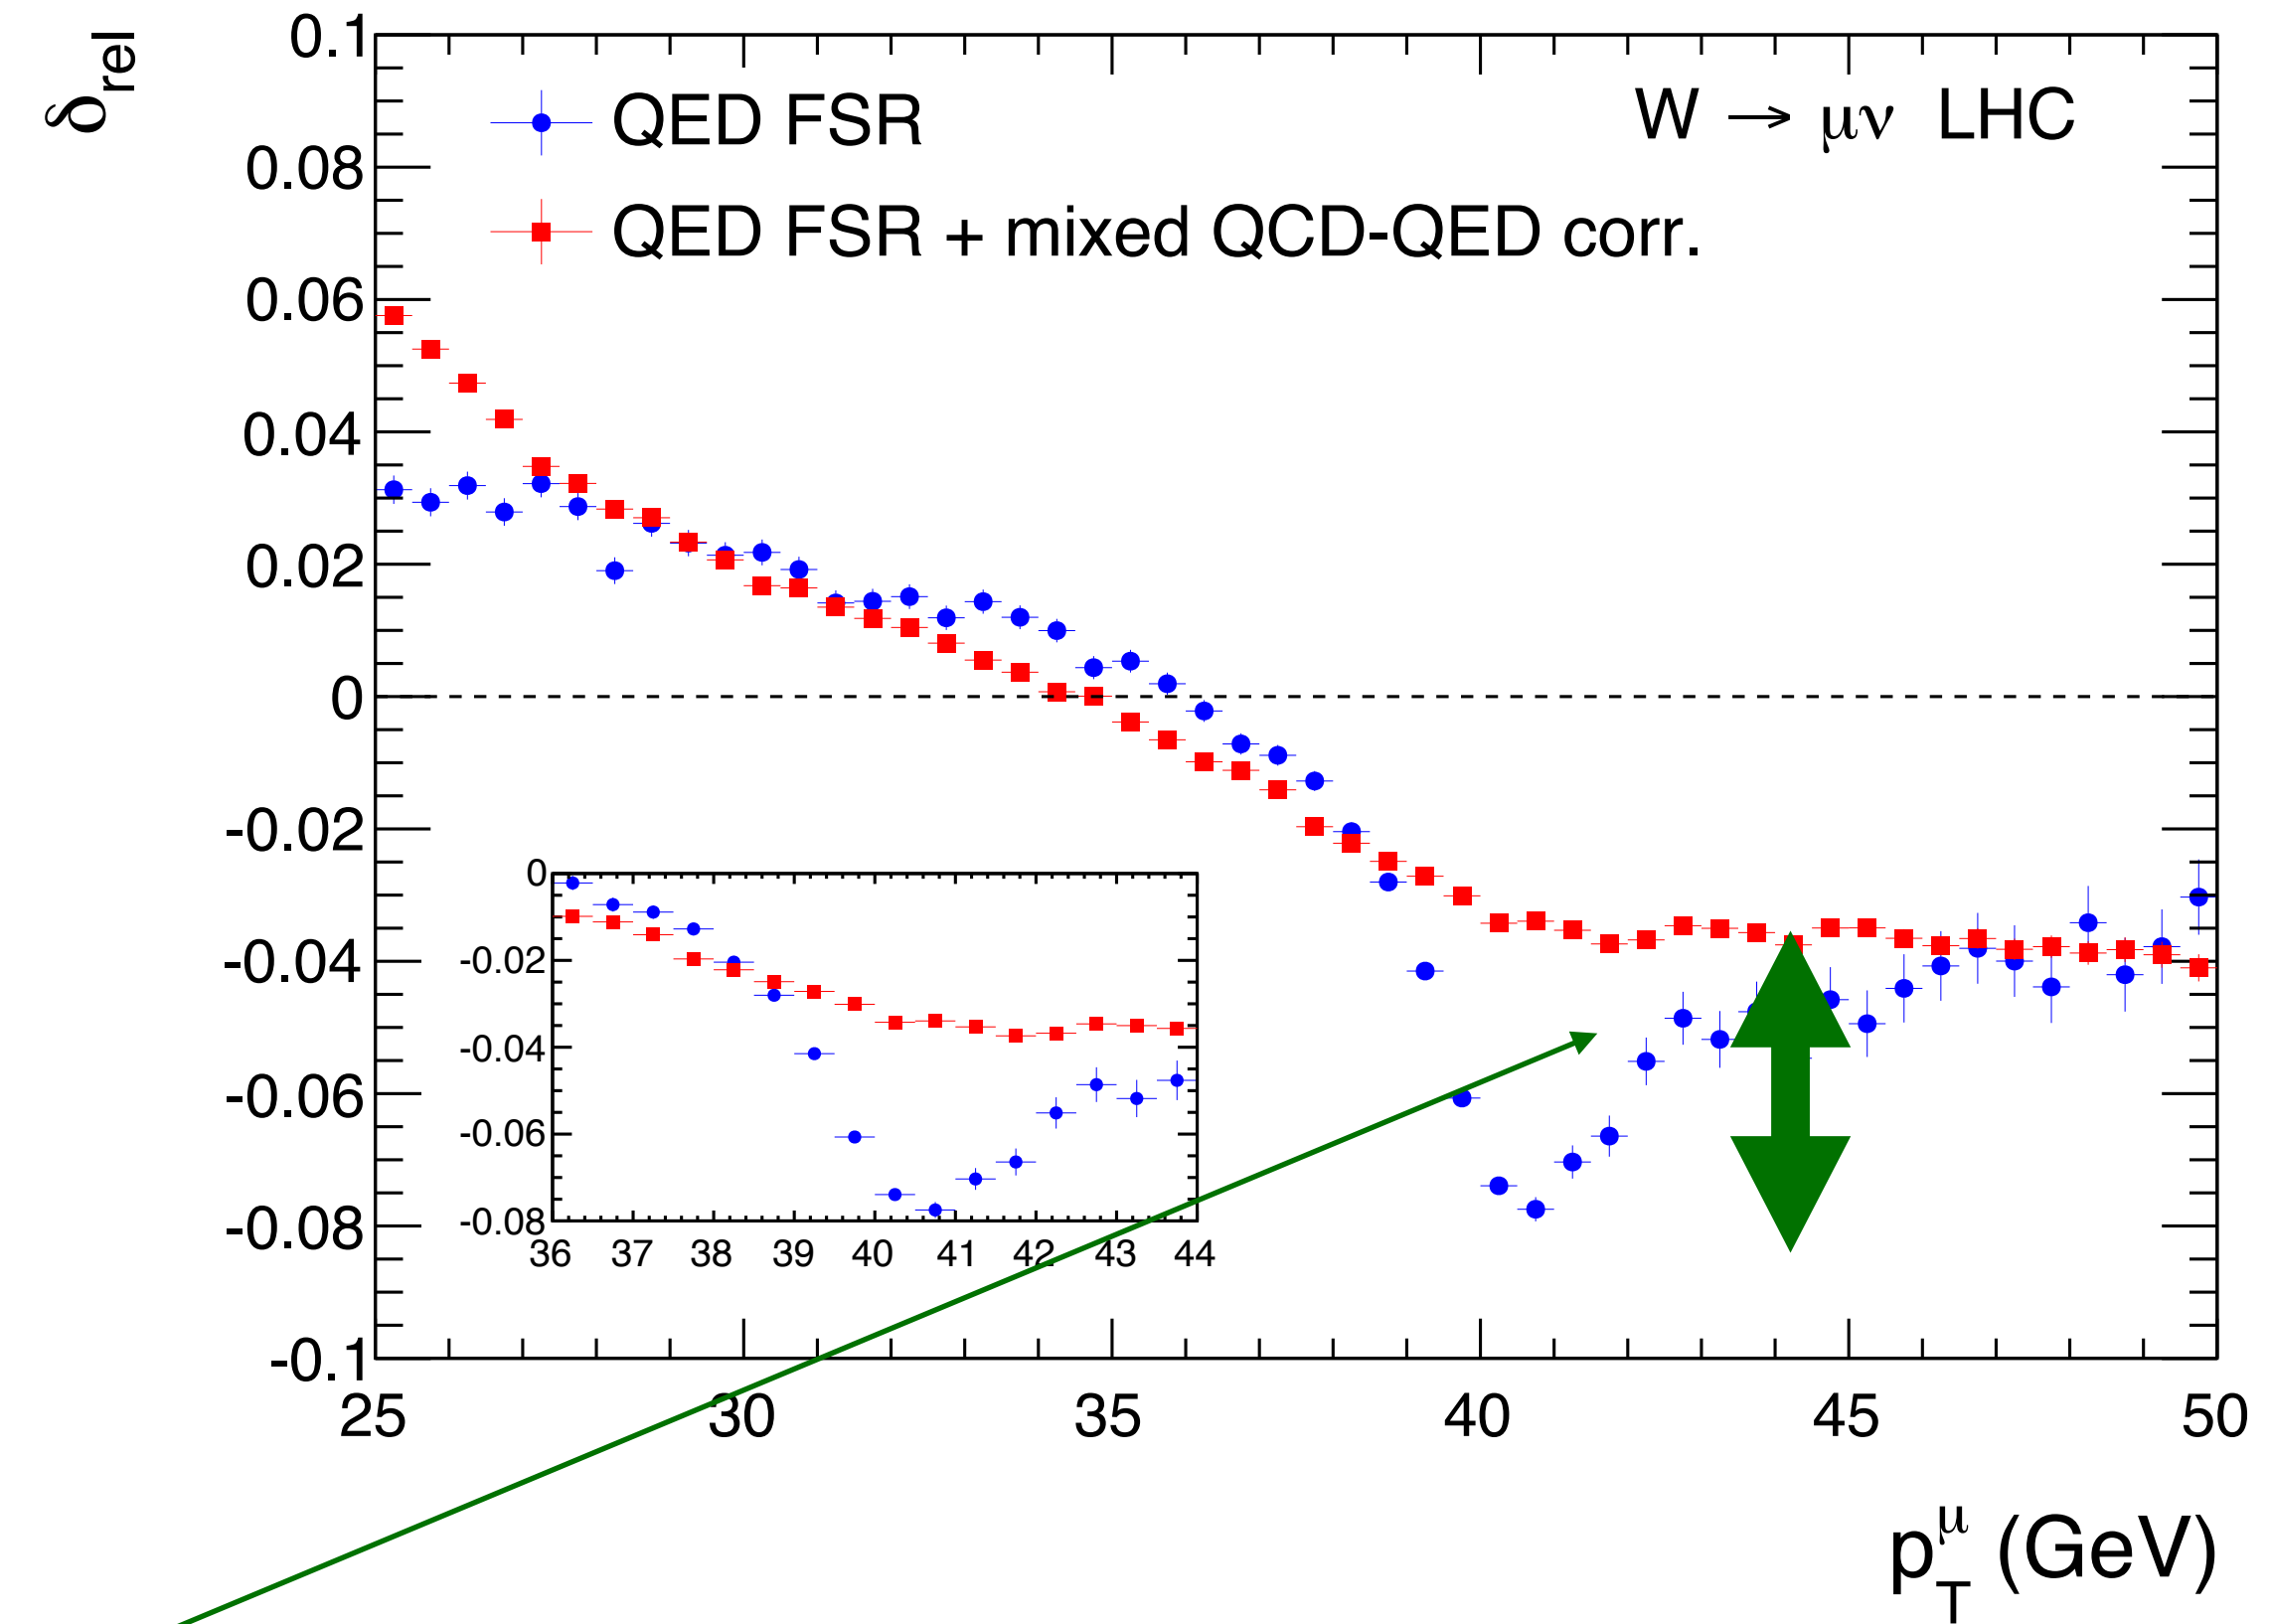 δrel
0.1
0.08
0.06
0.04
0.02
0
-0.02
-0.04
-0.06
-0.08
-0.1
QED FSR
QED FSR + mixed QCD-QED corr.
W → μν LHC
0
-0.02
-0.04
-0.06
-0.08
36 37 38 39 40 41 42 43 44
25 30 35 40 45 50
p_T^μ (GeV)